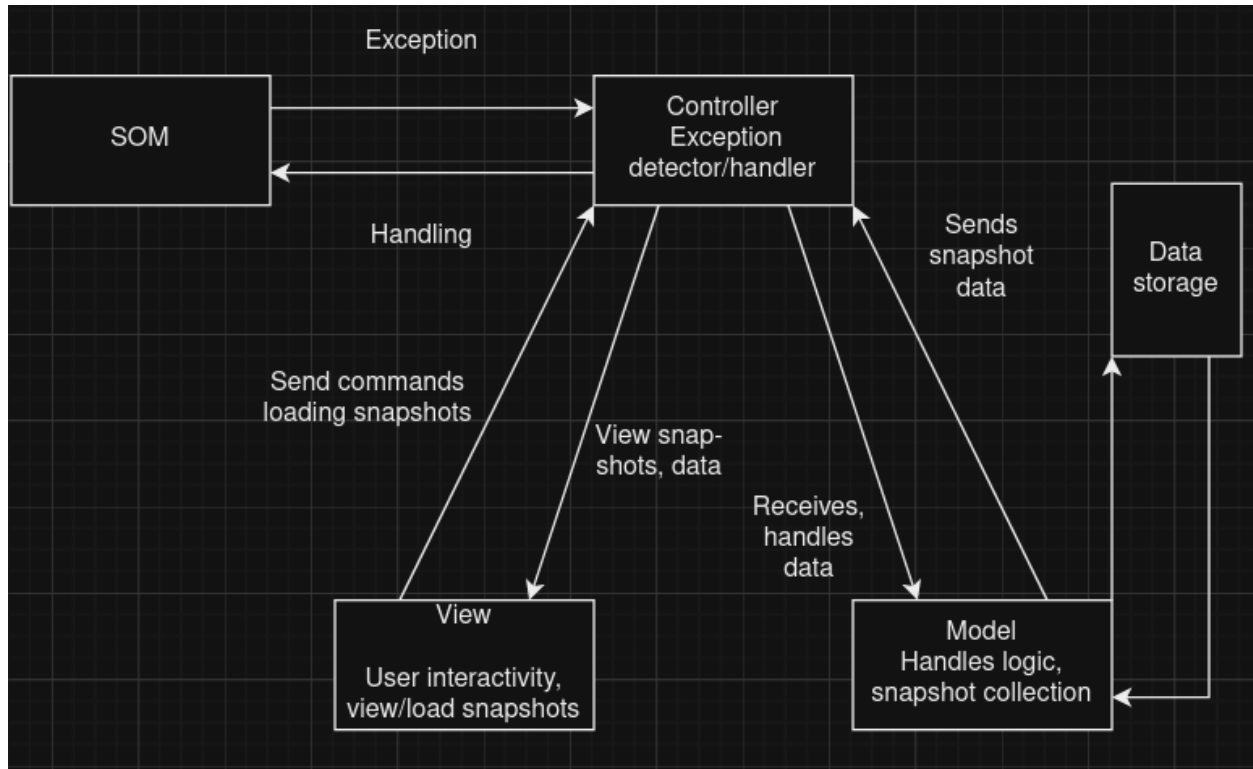 Exception
SOM
Controller
Exception
detector/handler
Handling
Sends
snapshot
data
Data
storage
Send commands
loading snapshots
View snap-
shots, data
Receives,
handles
data
View
User interactivity,
view/load snapshots
Model
Handles logic,
snapshot collection